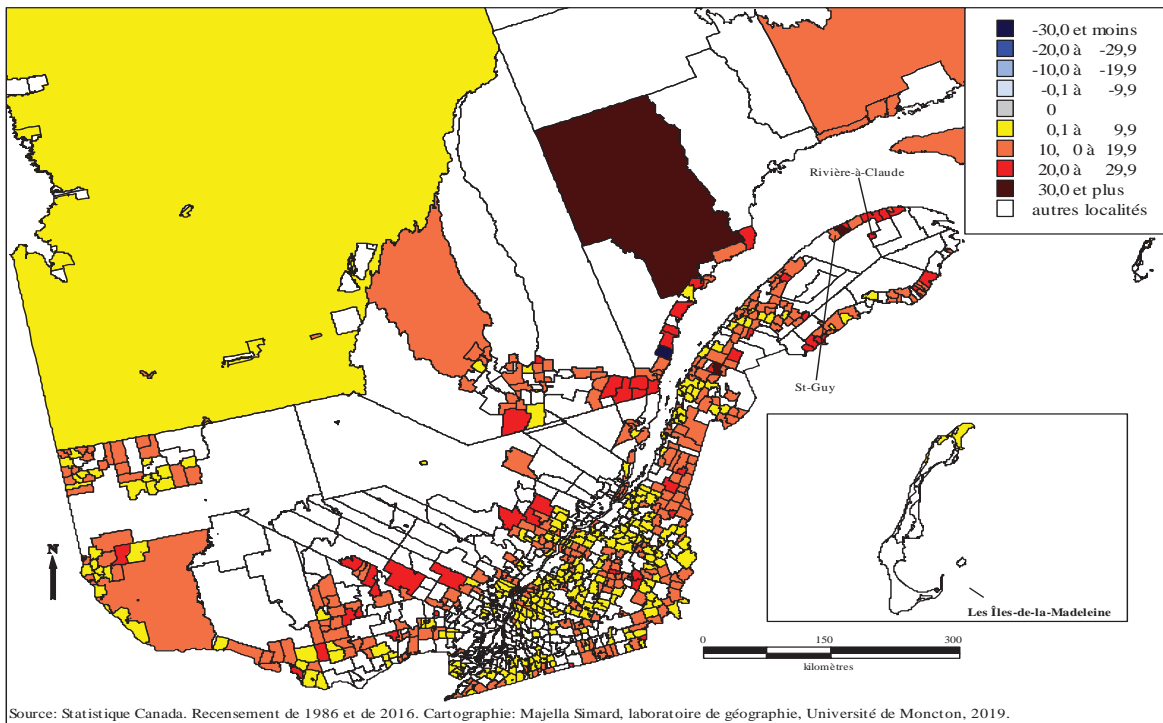 -30,0 et moins
-20,0 à -29,9
-10,0 à -19,9
-0,1 à -9,9
0
0,1 à 9,9
10, 0 à 19,9
20,0 à 29,9
30,0 et plus
autres localités
Rivière-à-Claude
St-Guy
N
Les Îles-de-la-Madeleine
0 150 300
kilomètres
Source: Statistique Canada. Recensement de 1986 et de 2016. Cartographie: Majella Simard, laboratoire de géographie, Université de Moncton, 2019.